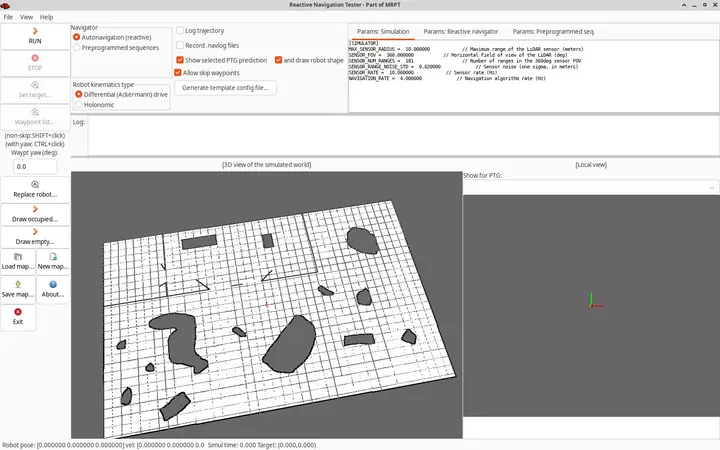 Reactive Navigation Tester - Part of MRPT
File View Help
RUN
STOP
Set target...
Waypoint list...
(non-skip:SHIFT+click)
(with yaw: CTRL+click)
Waypt yaw(deg):
0.0
Replace robot...
Draw occupied...
Draw empty...
Load map... New map...
Save map... About...
Exit
Navigator
Autonavigation (reactive)
Preprogrammed sequences
Robot kinematics type
Differential (Ackermann) drive
Holonomic
Log trajectory
Record .navlog files
Show selected PTG prediction and draw robot shape
Allow skip waypoints
Generate template config file...
Params: Simulation Params: Reactive navigator Params: Preprogrammed seq.
[SIMULATOR]
MAX_SENSOR_RADIUS = 10.000000 // Maximum range of the LiDAR sensor (meters)
SENSOR_FOV = 360.000000 // Horizontal field of view of the LiDAR (deg)
SENSOR_NUM_RANGES = 181 // Number of ranges in the 360deg sensor FOV
SENSOR_RANGE_NOISE_STD = 0.020000 // Sensor noise (one sigma, in meters)
SENSOR_RATE = 10.000000 // Sensor rate (Hz)
NAVIGATION_RATE = 4.000000 // Navigation algorithm rate (Hz)
Log:
[3D view of the simulated world]
[Local view]
Show for PTG:
Robot pose: [0.000000 0.000000 0.000000] vel: [0.000000 0.000000 0.0 Simul time: 0.000 Target: (0.000,0.000)